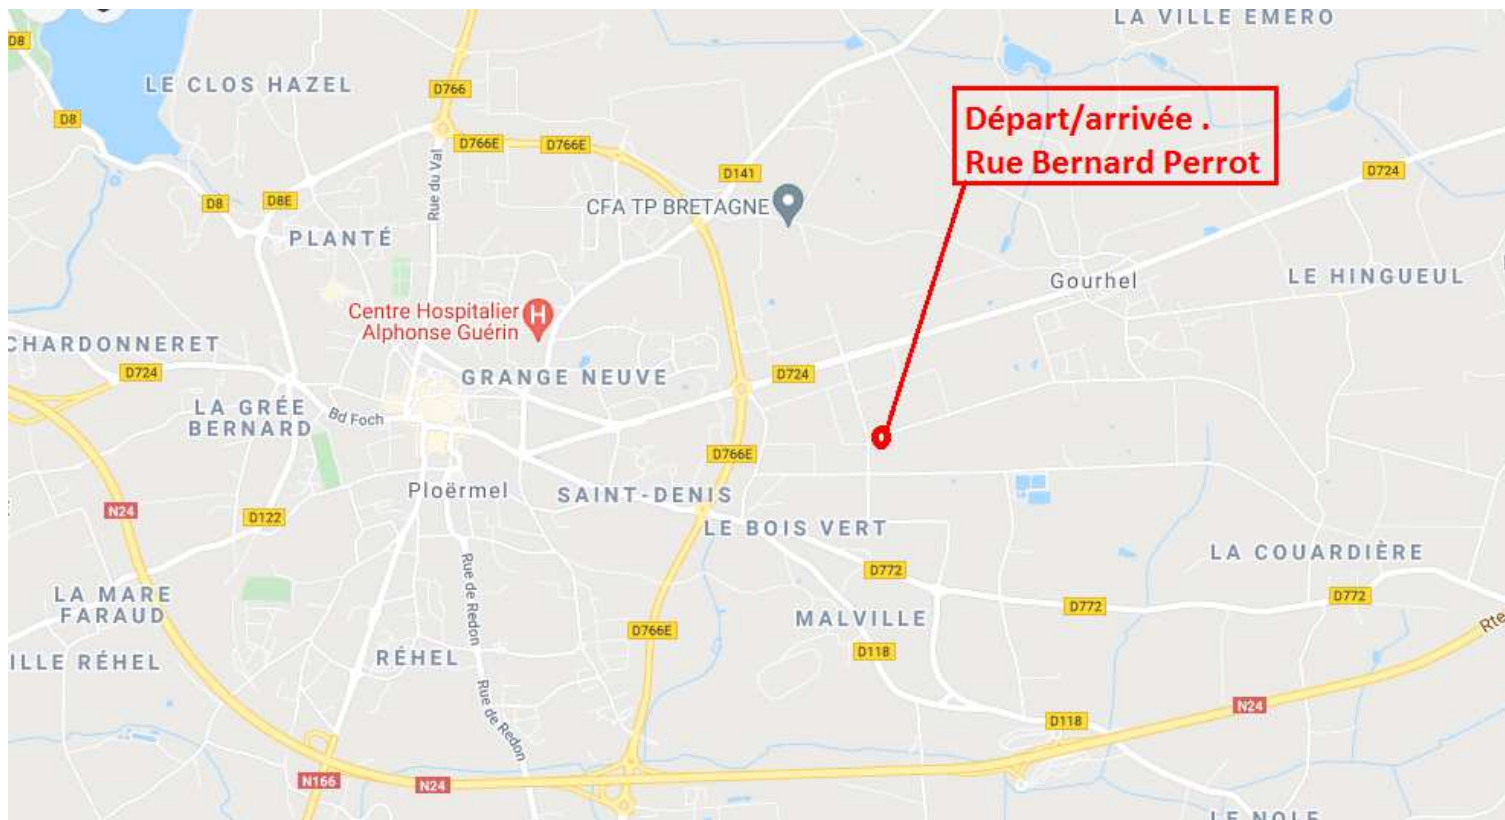 LA VILLE EMERO
D8
LE CLOS HAZEL
D766
Départ/arrivée .
Rue Bernard Perrot
D8
D766E
D766E
D141
D724
Rue du Val
D8
D8E
CFA TP BRETAGNE
PLANTÉ
Gourhel
LE HINGUEUL
Centre Hospitalier
Alphonse Guérin
H
CHARDONNERET
D724
GRANGE NEUVE
D724
LA GRÉE
BERNARD
Bd Foch
D766E
Ploërmel
SAINT-DENIS
N24
D122
LE BOIS VERT
LA COUARDIÈRE
D772
Rue de Redon
LA MARE
FARAUD
D772
D772
MALVILLE
Rte
D766E
ILLE RÉHEL
RÉHEL
D118
Rue de Redon
N24
D118
N166
N24